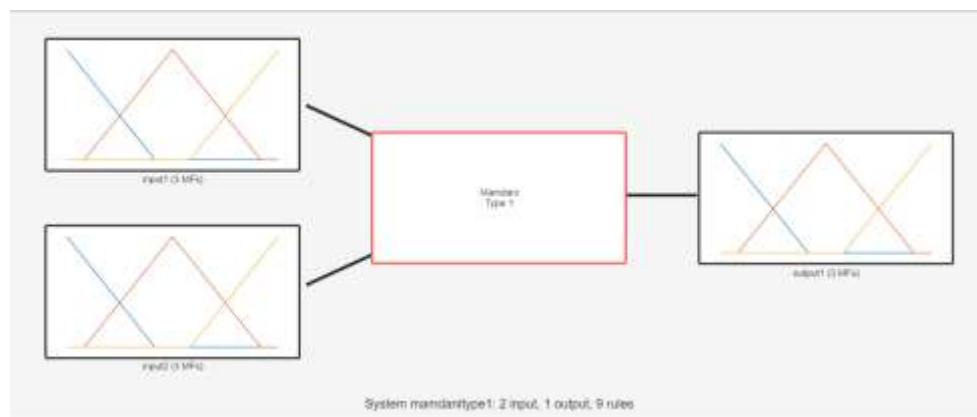 input1 (3 MFs)
Mamdani
Type 1
output1 (3 MFs)
input2 (3 MFs)
System mamdanitype1: 2 input, 1 output, 9 rules